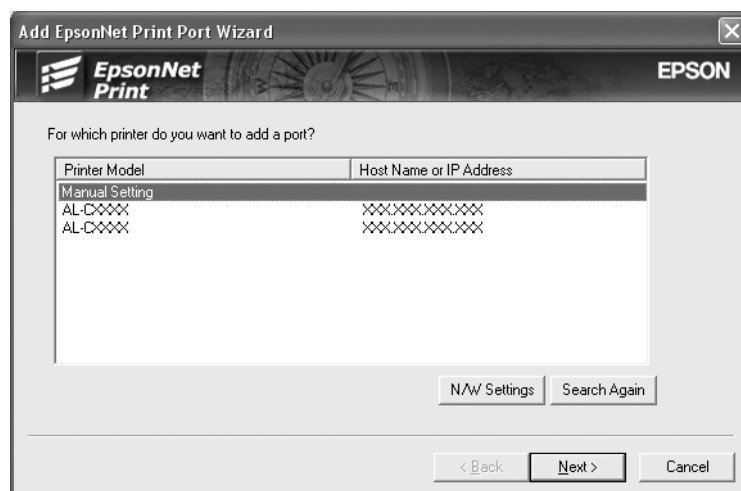 Add EpsonNet Print Port Wizard
EpsonNet
Print
EPSON
For which printer do you want to add a port?
Printer Model Host Name or IP Address
Manual Setting
AL-CXXXX XXX.XXX.XXX.XXX
AL-CXXXX XXX.XXX.XXX.XXX
N/W Settings Search Again
< Back Next > Cancel